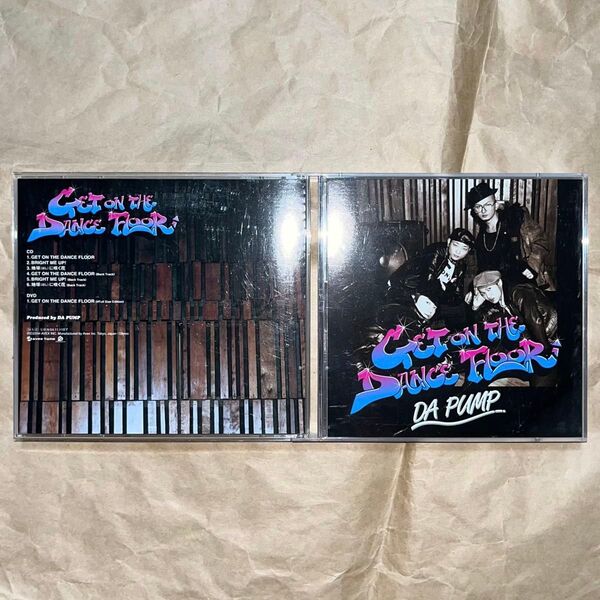 GET ON THE
DANCE FLOOR
CD
1. GET ON THE DANCE FLOOR
2. BRIGHT ME UP!
3. 地球(ほし)に咲く花
4. GET ON THE DANCE FLOOR (Back Track)
5. BRIGHT ME UP! (Back Track)
6. 地球(ほし)に咲く花 (Back Track)
DVD
1. GET ON THE DANCE FLOOR
Produced by DA PUMP
avex trax
GET ON THE
DANCE FLOOR
DA PUMP